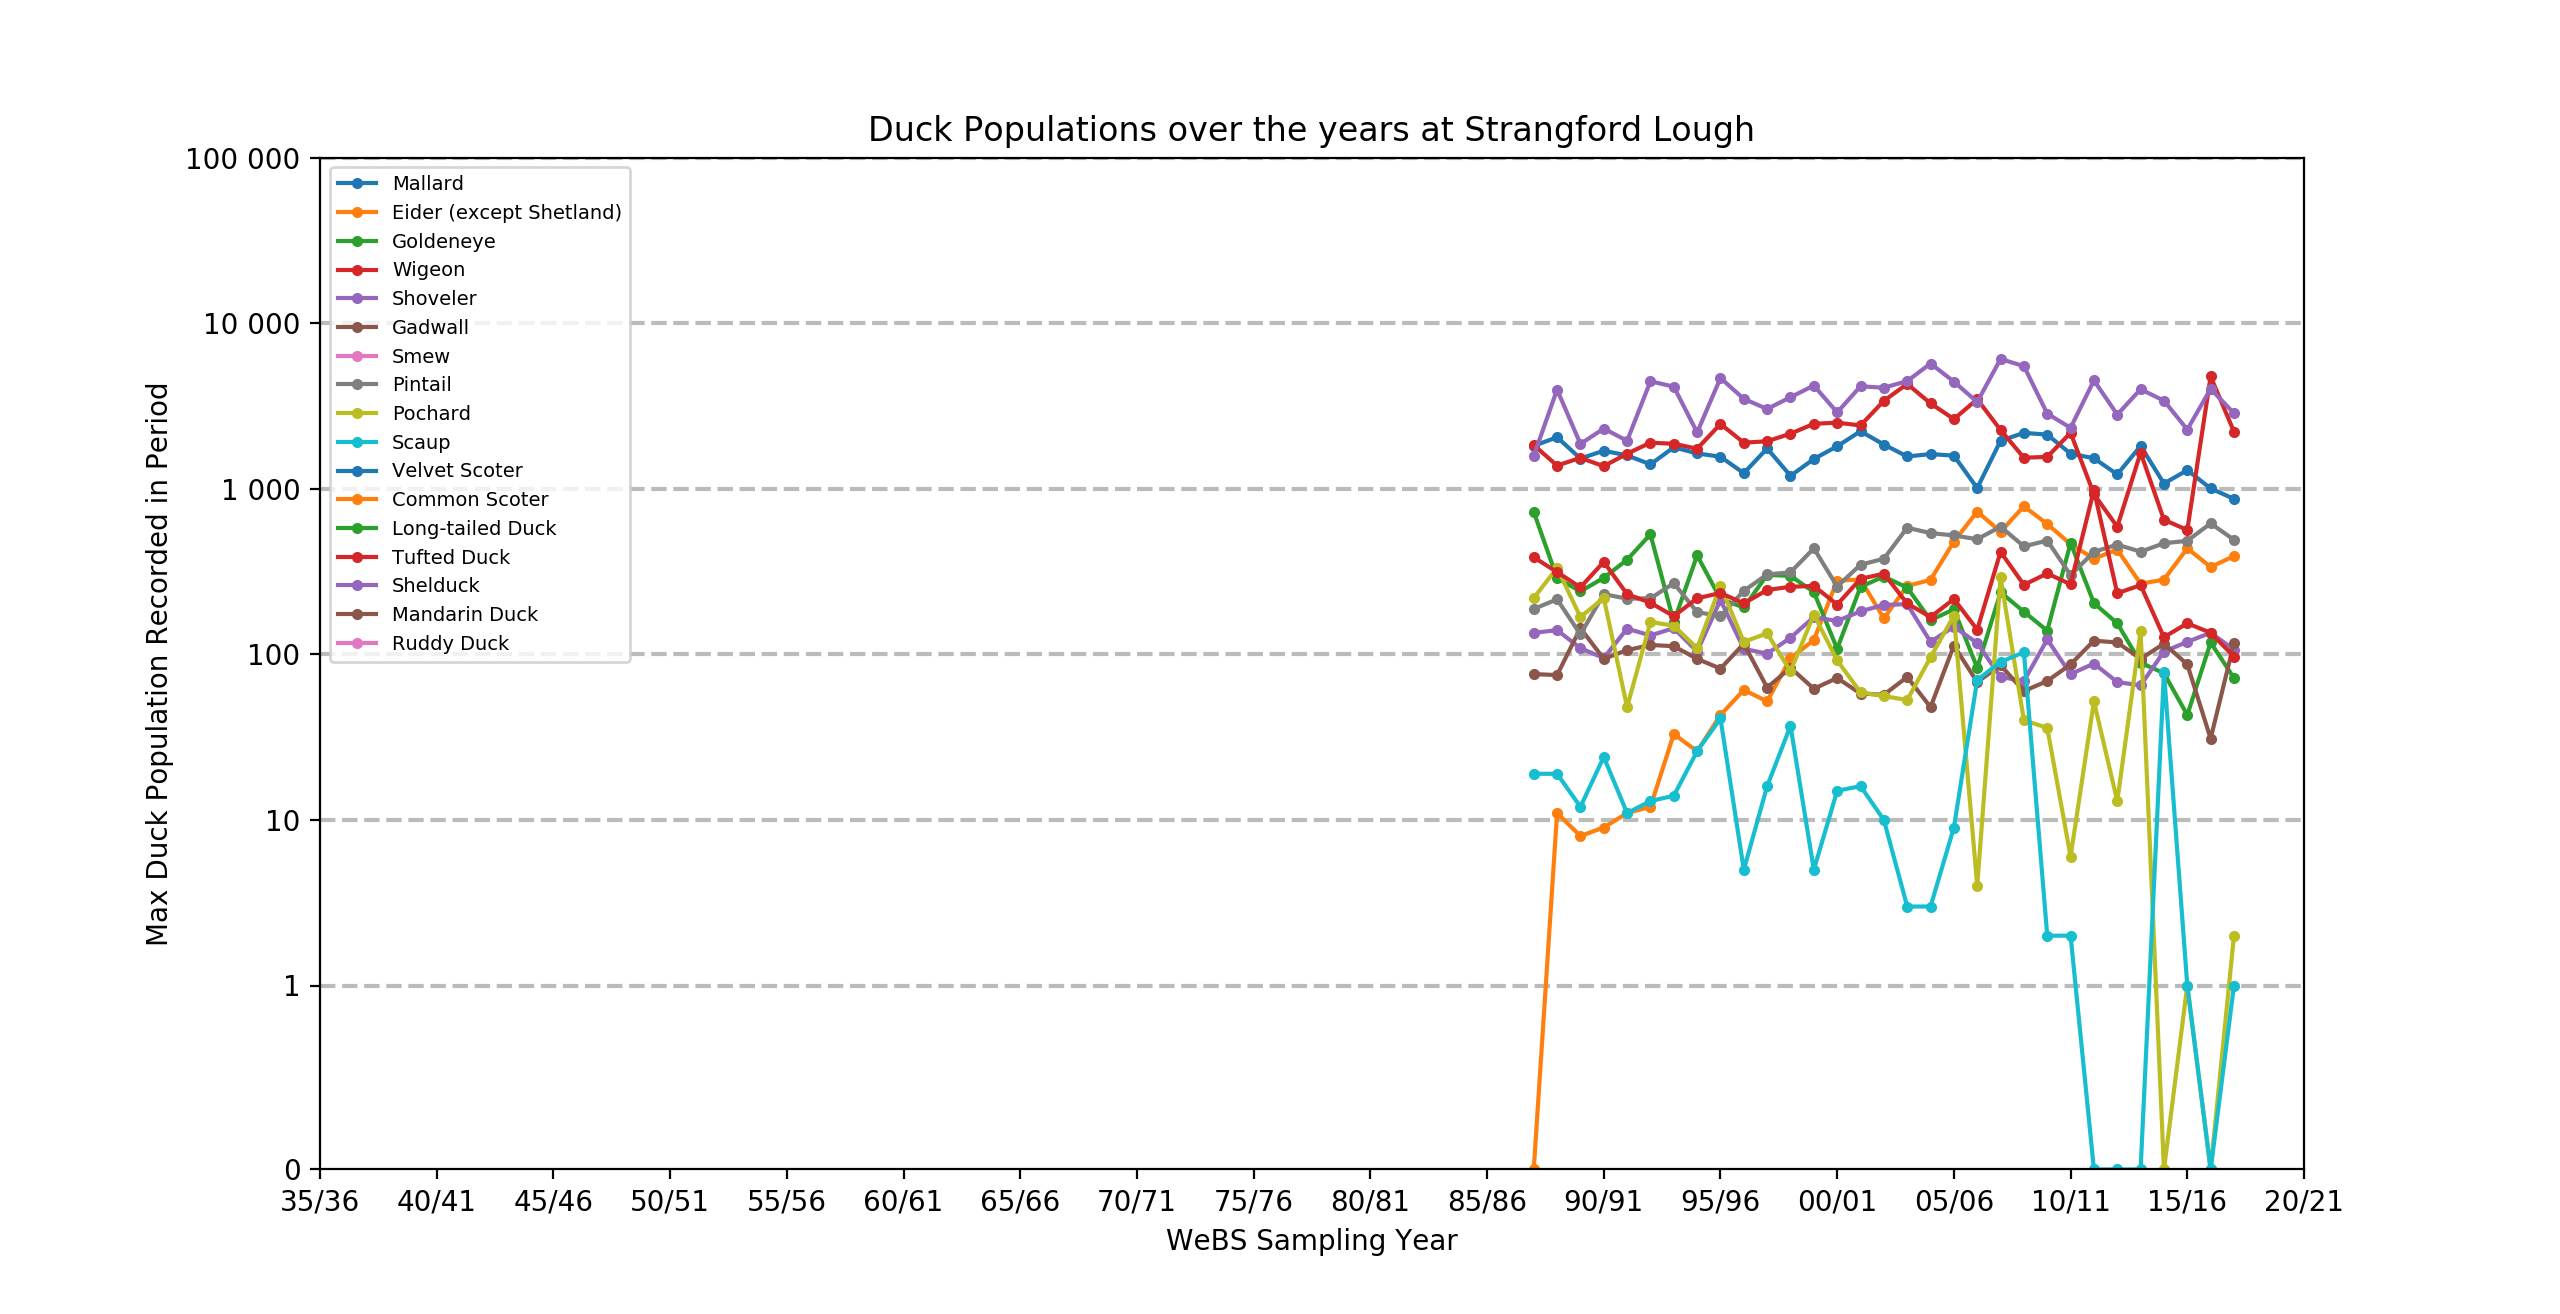 Duck Populations over the years at Strangford Lough
Max Duck Population Recorded in Period
100 000
10 000
1 000
100
10
1
0
Mallard
Eider (except Shetland)
Goldeneye
Wigeon
Shoveler
Gadwall
Smew
Pintail
Pochard
Scaup
Velvet Scoter
Common Scoter
Long-tailed Duck
Tufted Duck
Shelduck
Mandarin Duck
Ruddy Duck
35/36 40/41 45/46 50/51 55/56 60/61 65/66 70/71 75/76 80/81 85/86 90/91 95/96 00/01 05/06 10/11 15/16 20/21
WeBS Sampling Year